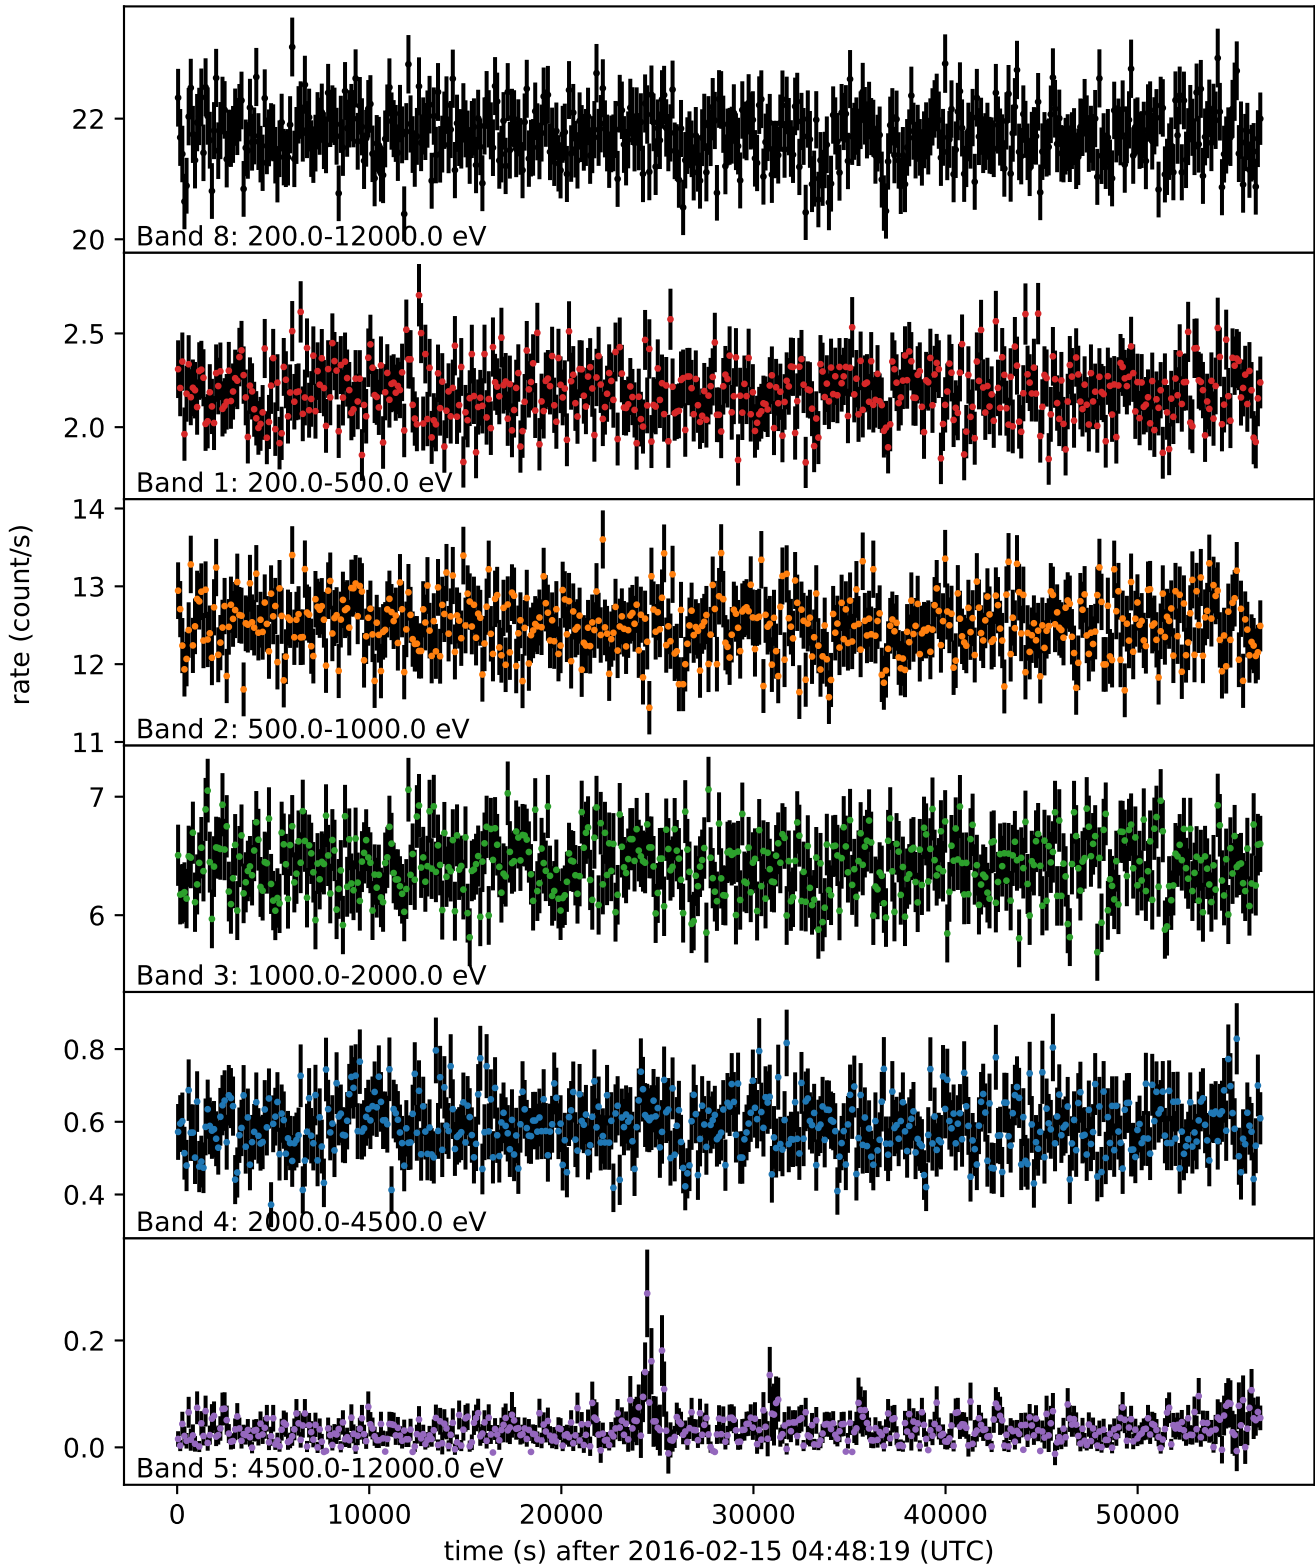 22
20
Band 8: 200.0-12000.0 eV
2.5
2.0
Band 1: 200.0-500.0 eV
14
13
12
11
Band 2: 500.0-1000.0 eV
rate (count/s)
7
6
Band 3: 1000.0-2000.0 eV
0.8
0.6
0.4
Band 4: 2000.0-4500.0 eV
0.2
0.0
Band 5: 4500.0-12000.0 eV
0 10000 20000 30000 40000 50000
time (s) after 2016-02-15 04:48:19 (UTC)